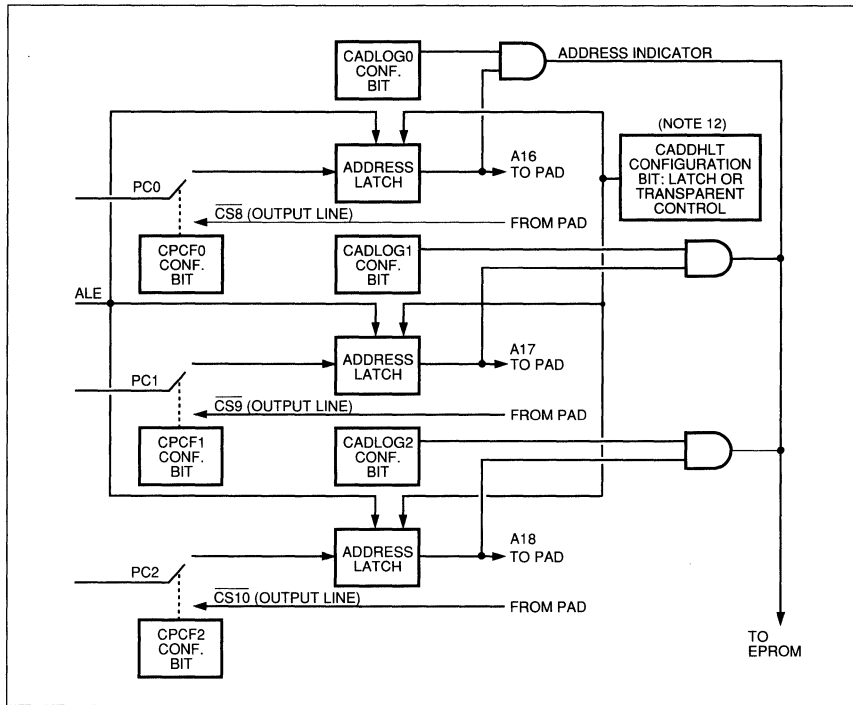 CADLOG0
CONF.
BIT
ADDRESS INDICATOR
(NOTE 12)
CADDHLT
CONFIGURATION
BIT: LATCH OR
TRANSPARENT
CONTROL
ADDRESS
LATCH
A16
TO PAD
PC0
CS8 (OUTPUT LINE)
FROM PAD
CPCF0
CONF.
BIT
CADLOG1
CONF.
BIT
ALE
ADDRESS
LATCH
A17
TO PAD
PC1
CS9 (OUTPUT LINE)
FROM PAD
CPCF1
CONF.
BIT
CADLOG2
CONF.
BIT
ADDRESS
LATCH
A18
TO PAD
PC2
CS10 (OUTPUT LINE)
FROM PAD
CPCF2
CONF.
BIT
TO
EPROM